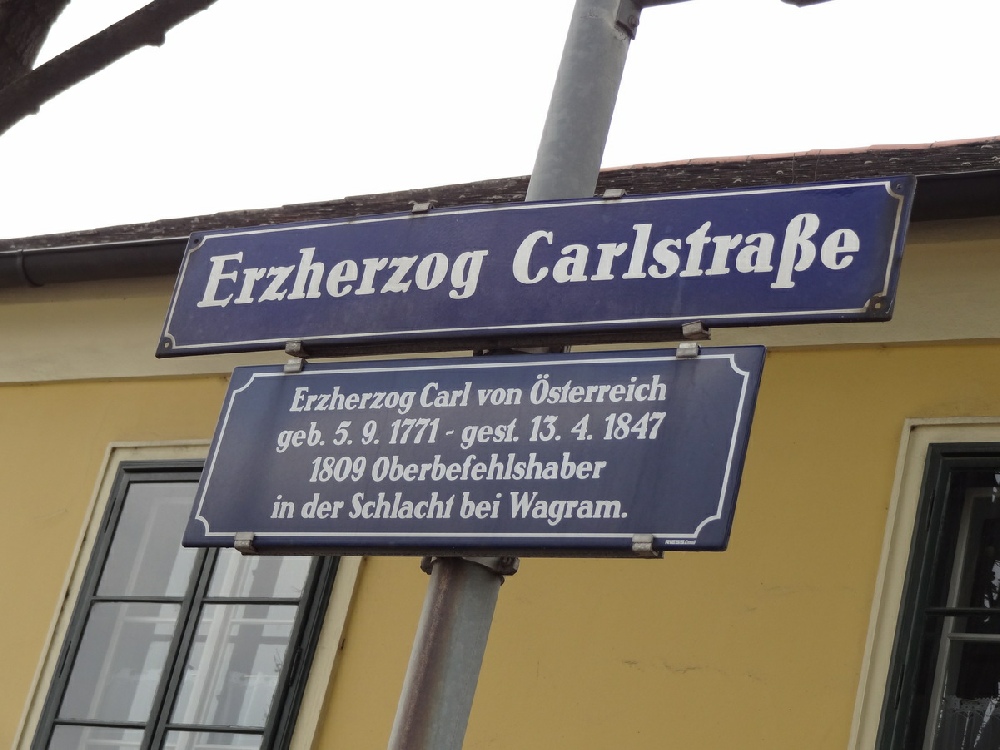 Erzherzog Carlstraße
Erzherzog Carl von Österreich
geb. 5. 9. 1771 - gest. 13. 4. 1847
1809 Oberbefehlshaber
in der Schlacht bei Wagram.